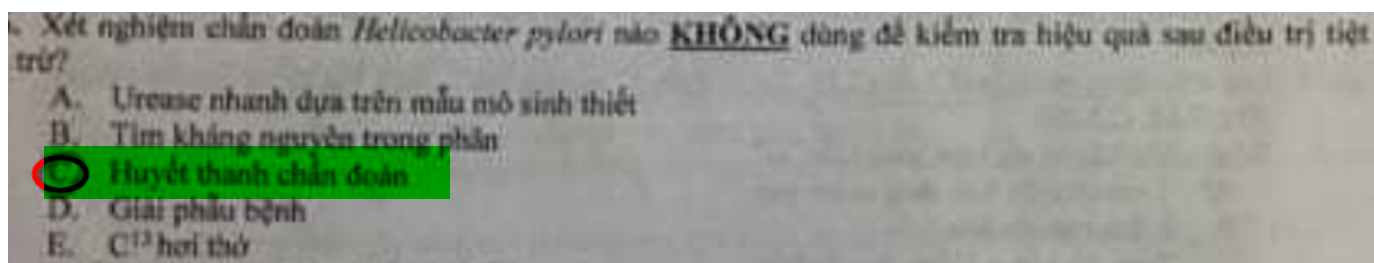 . Xét nghiệm chẩn đoán Helicobacter pylori nào KHÔNG dùng để kiểm tra hiệu quả sau điều trị tiệt
trừ?
A. Urease nhanh dựa trên mẫu mô sinh thiết
B. Tìm kháng nguyên trong phân
C. Huyết thanh chẩn đoán
D. Giải phẫu bệnh
E. C¹³ hơi thở